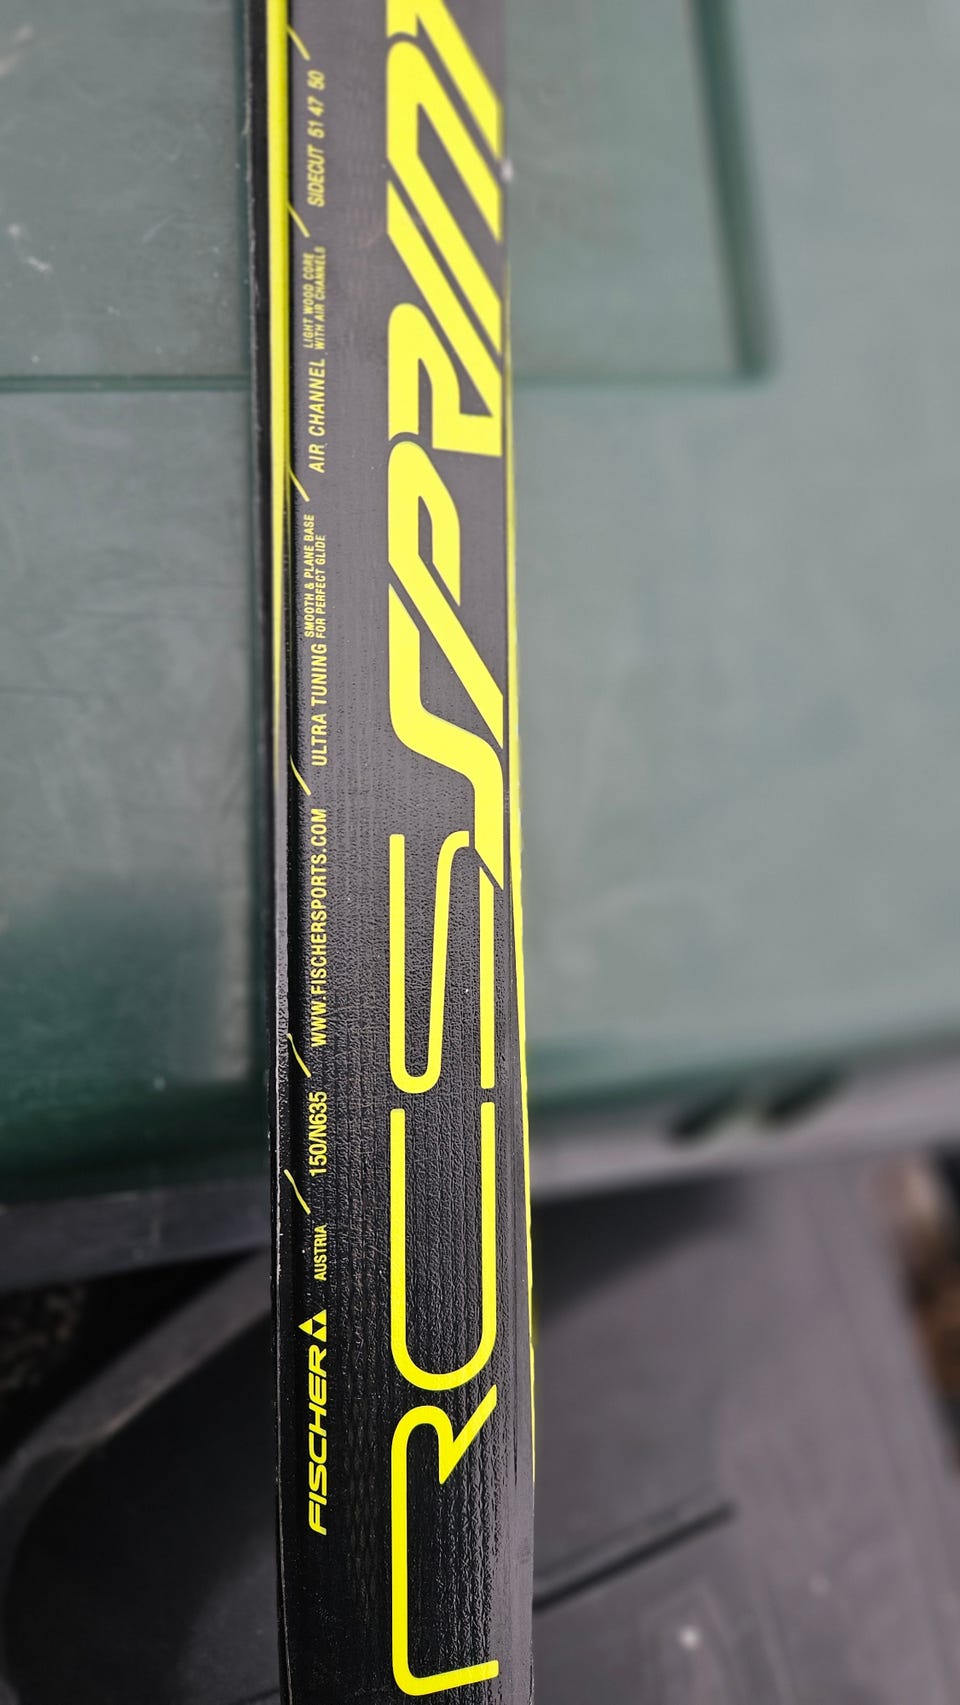 FISCHER AUSTRIA / 150/N635 / WWW.FISCHERSPORTS.COM / ULTRA TUNING SMOOTH & PLANE BASE FOR PERFECT GLIDE / AIR CHANNEL LIGHT WOOD CORE WITH AIR CHANNELS / SIDECUT 51 47 50 /
RCS SPRINT